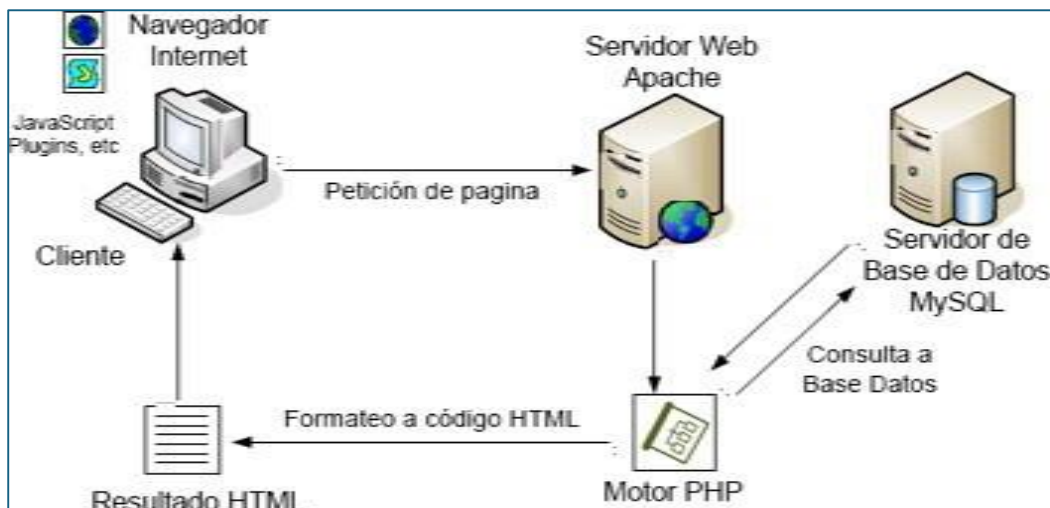 Navegador
Internet
JavaScript
Plugins, etc
Cliente
Petición de pagina
Servidor Web
Apache
Servidor de
Base de Datos
MySQL
Consulta a
Base Datos
Formateo a código HTML
Motor PHP
Resultado HTML